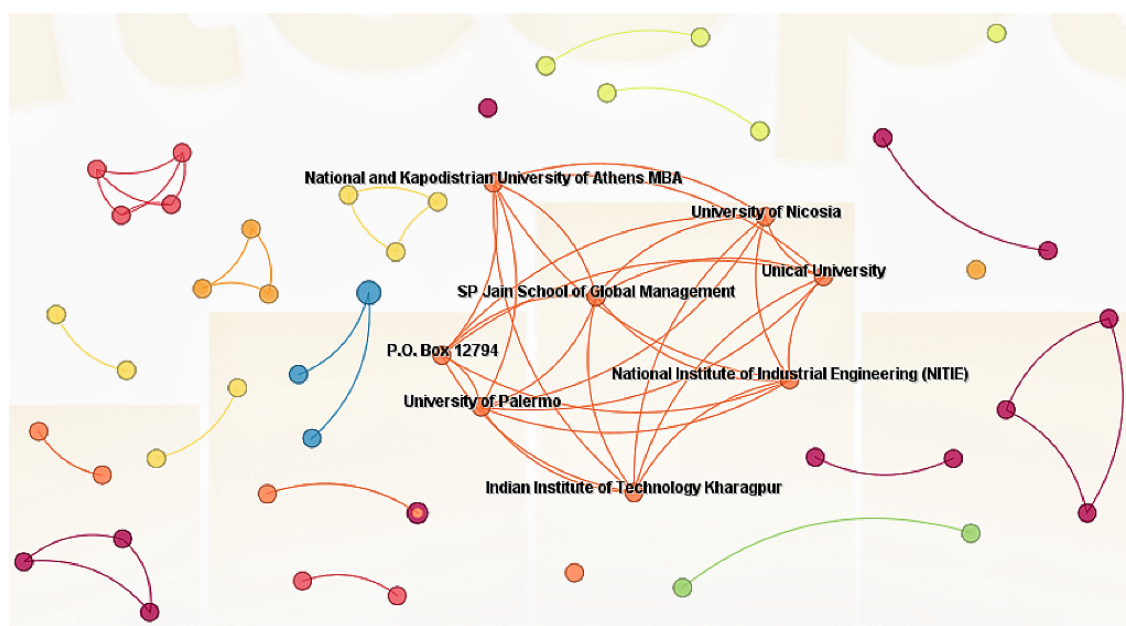 National and Kapodistrian University of Athens MBA
University of Nicosia
Unicaf University
SP Jain School of Global Management
P.O. Box 12794
National Institute of Industrial Engineering (NITIE)
University of Palermo
Indian Institute of Technology Kharagpur